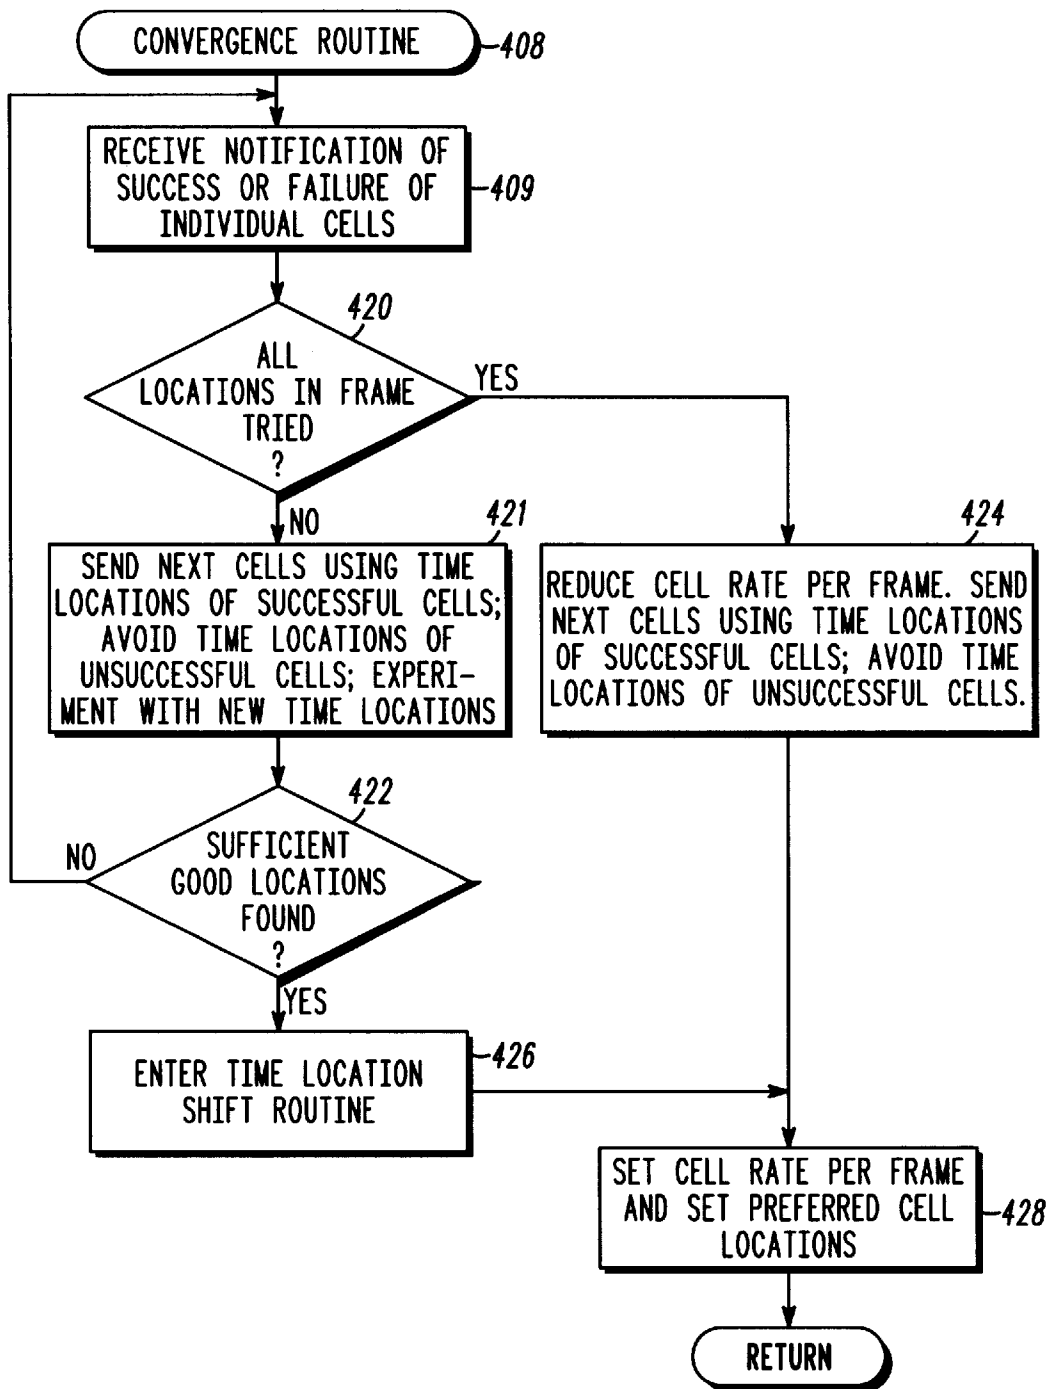 CONVERGENCE ROUTINE
408
RECEIVE NOTIFICATION OF
SUCCESS OR FAILURE OF
INDIVIDUAL CELLS
409
420
ALL
LOCATIONS IN FRAME
TRIED
?
YES
NO
421
SEND NEXT CELLS USING TIME
LOCATIONS OF SUCCESSFUL CELLS;
AVOID TIME LOCATIONS OF
UNSUCCESSFUL CELLS; EXPERI-
MENT WITH NEW TIME LOCATIONS
424
REDUCE CELL RATE PER FRAME. SEND
NEXT CELLS USING TIME LOCATIONS
OF SUCCESSFUL CELLS; AVOID TIME
LOCATIONS OF UNSUCCESSFUL CELLS.
422
SUFFICIENT
GOOD LOCATIONS
FOUND
?
NO
YES
ENTER TIME LOCATION
SHIFT ROUTINE
426
SET CELL RATE PER FRAME
AND SET PREFERRED CELL
LOCATIONS
428
RETURN